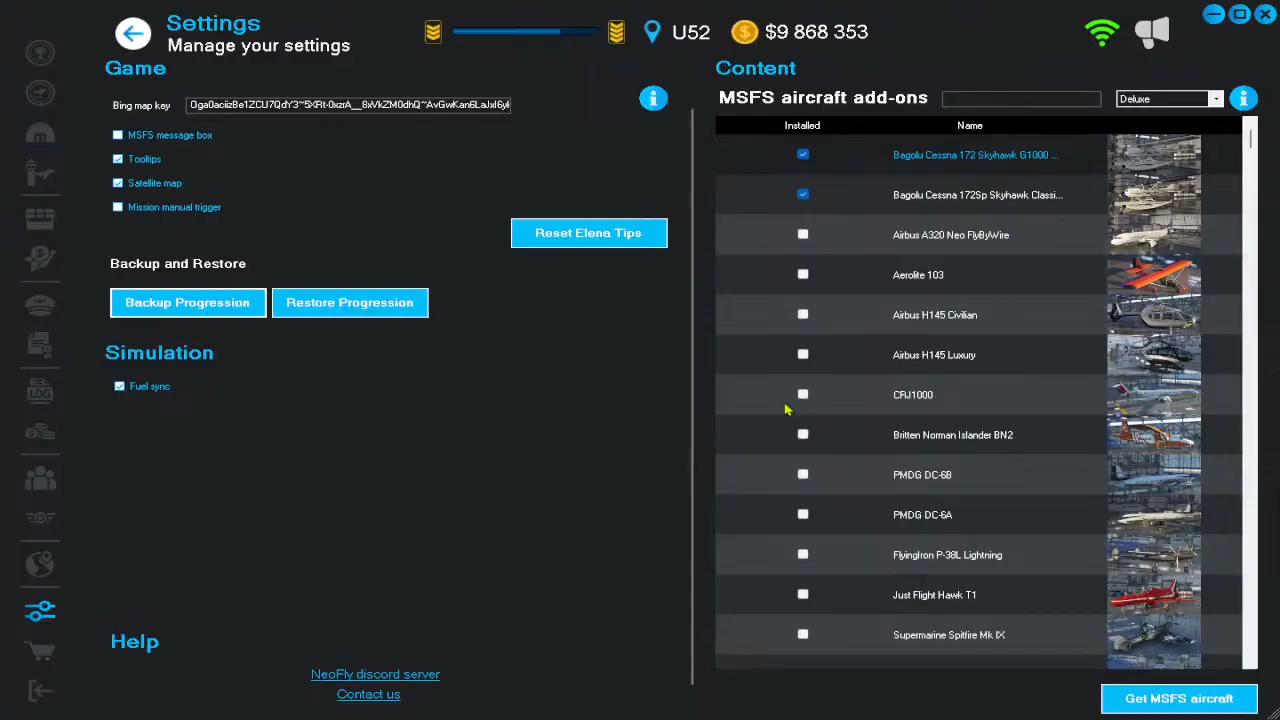 Settings
Manage your settings
U52
$9 868 353
Game
Bing map key
MSFS message box
Tooltips
Satellite map
Mission manual trigger
Reset Elena Tips
Backup and Restore
Backup Progression
Restore Progression
Simulation
Fuel sync
Help
NeoFly discord server
Contact us
Content
MSFS aircraft add-ons
Deluxe
Installed
Name
Bagolu Cessna 172 Skyhawk G1000 ...
Bagolu Cessna 172Sp Skyhawk Classi...
Airbus A320 Neo FlyByWire
Aerolite 103
Airbus H145 Civilian
Airbus H145 Luxury
CRJ1000
Britten Norman Islander BN2
PMDG DC-6B
PMDG DC-6A
FlyingIron P-38L Lightning
Just Flight Hawk T1
Supermarine Spitfire Mk IX
Get MSFS aircraft
LOG